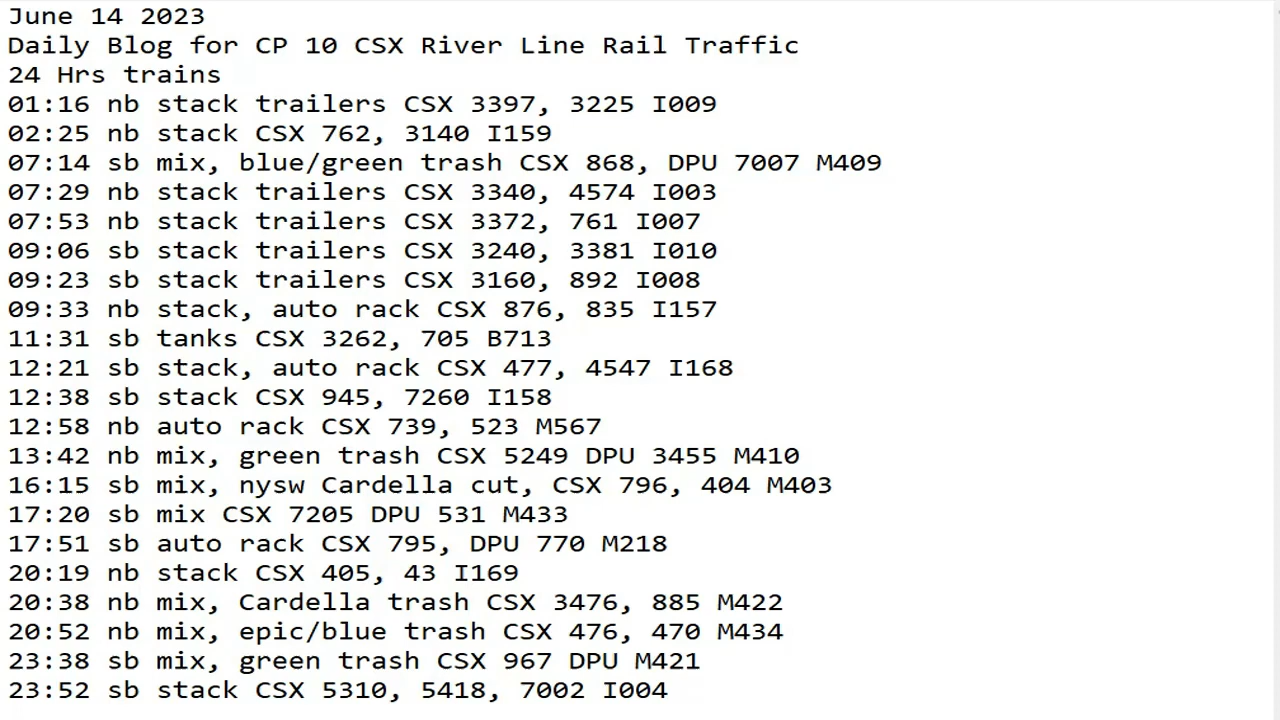 June 14 2023
Daily Blog for CP 10 CSX River Line Rail Traffic
24 Hrs trains
01:16 nb stack trailers CSX 3397, 3225 I009
02:25 nb stack CSX 762, 3140 I159
07:14 sb mix, blue/green trash CSX 868, DPU 7007 M409
07:29 nb stack trailers CSX 3340, 4574 I003
07:53 nb stack trailers CSX 3372, 761 I007
09:06 sb stack trailers CSX 3240, 3381 I010
09:23 sb stack trailers CSX 3160, 892 I008
09:33 nb stack, auto rack CSX 876, 835 I157
11:31 sb tanks CSX 3262, 705 B713
12:21 sb stack, auto rack CSX 477, 4547 I168
12:38 sb stack CSX 945, 7260 I158
12:58 nb auto rack CSX 739, 523 M567
13:42 nb mix, green trash CSX 5249 DPU 3455 M410
16:15 sb mix, nysw Cardella cut, CSX 796, 404 M403
17:20 sb mix CSX 7205 DPU 531 M433
17:51 sb auto rack CSX 795, DPU 770 M218
20:19 nb stack CSX 405, 43 I169
20:38 nb mix, Cardella trash CSX 3476, 885 M422
20:52 nb mix, epic/blue trash CSX 476, 470 M434
23:38 sb mix, green trash CSX 967 DPU M421
23:52 sb stack CSX 5310, 5418, 7002 I004